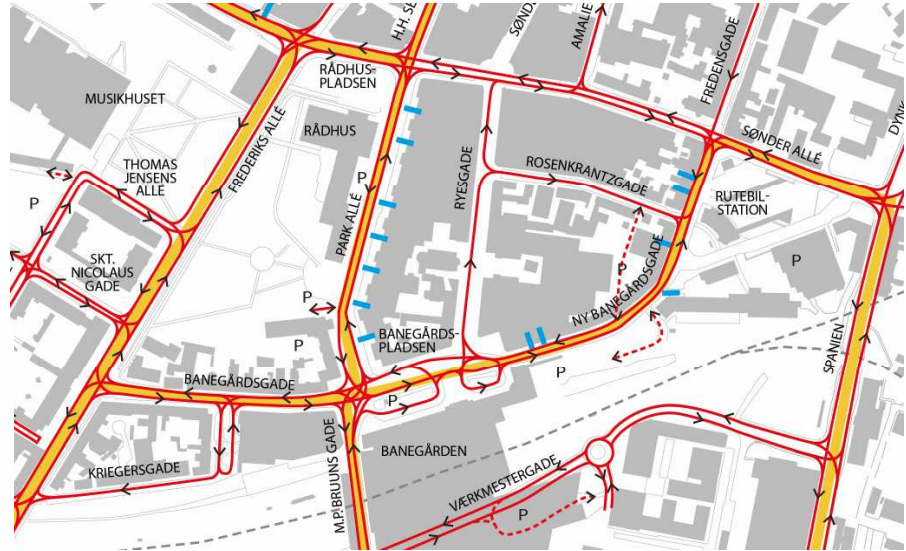 H.H. SE
SØND
AMALIE
FREDENSGADE
DYNK
RÅDHUS-
PLADSEN
MUSIKHUSET
RÅDHUS
SØNDER ALLÉ
THOMAS
JENSENS
ALLE
FREDERIKS ALLÉ
P
PARK ALLÉ
RYESGADE
ROSENKRANTZGADE
RUTEBIL-
STATION
P
SKT.
NICOLAUS
GADE
P
P
NY BANEGÅRDSGADE
P
P
BANEGÅRDS-
PLADSEN
SPANIEN
BANEGÅRDSGADE
P
P
KRIEGERSGADE
M.P. BRUUNS GADE
BANEGÅRDEN
VÆRKMESTERGADE
P